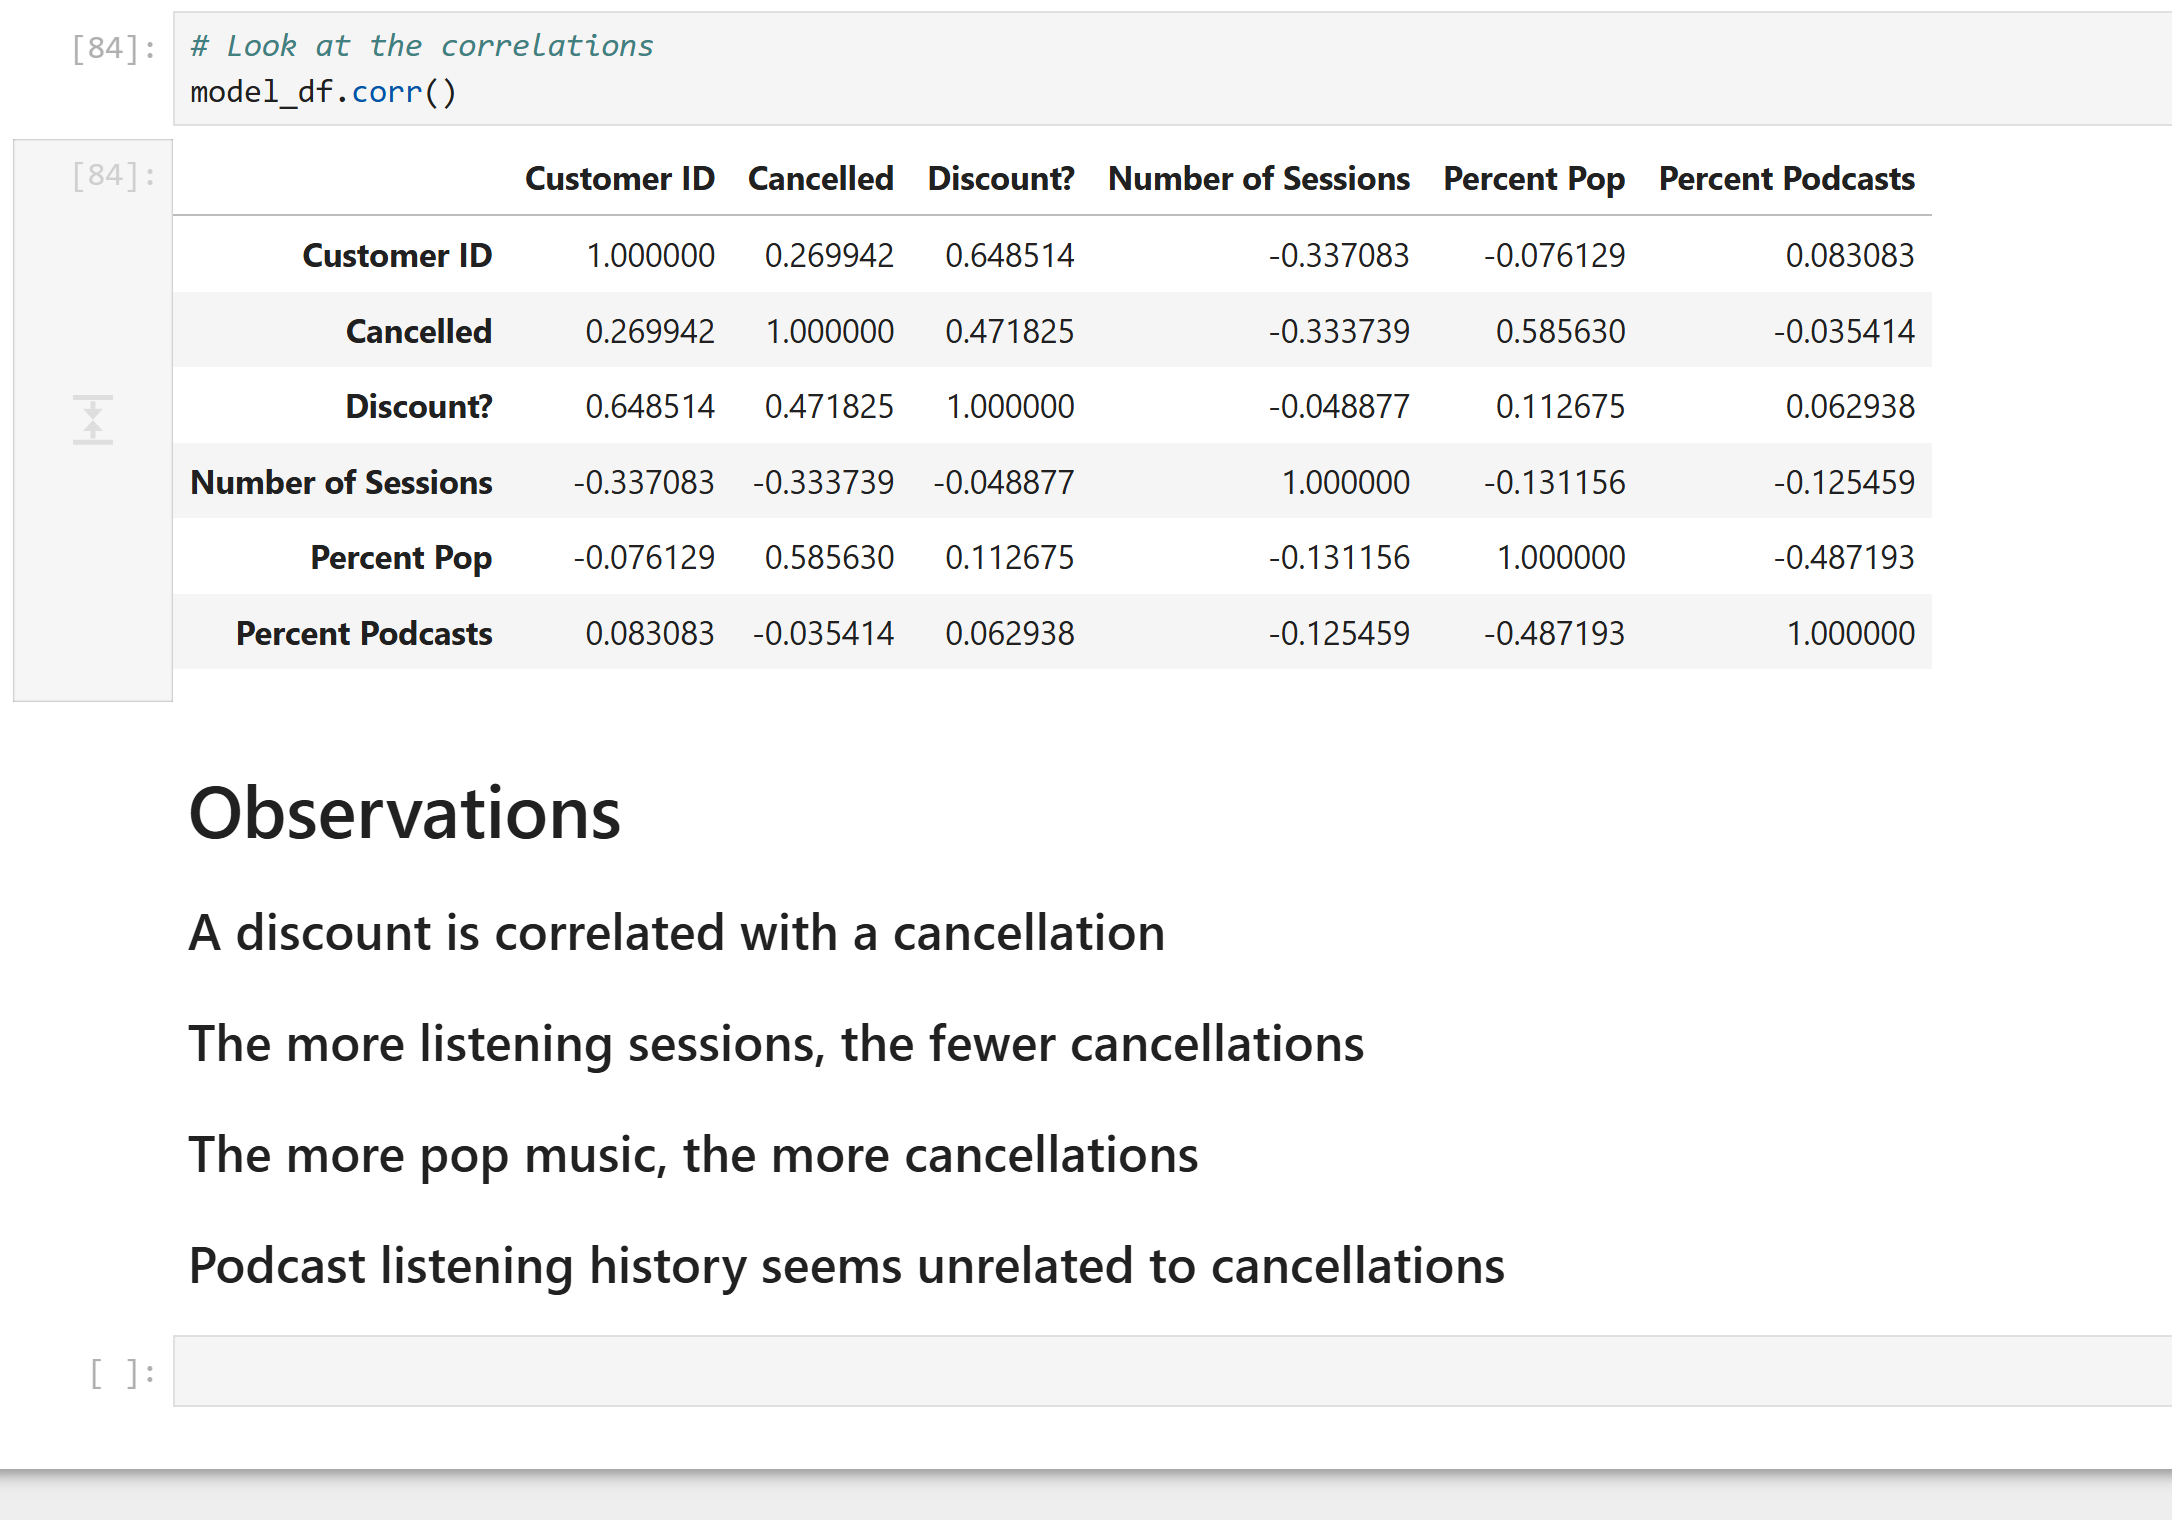 [84]: # Look at the correlations
model_df.corr()
[84]: Customer ID Cancelled Discount? Number of Sessions Percent Pop Percent Podcasts
Customer ID 1.000000 0.269942 0.648514 -0.337083 -0.076129 0.083083
Cancelled 0.269942 1.000000 0.471825 -0.333739 0.585630 -0.035414
Discount? 0.648514 0.471825 1.000000 -0.048877 0.112675 0.062938
Number of Sessions -0.337083 -0.333739 -0.048877 1.000000 -0.131156 -0.125459
Percent Pop -0.076129 0.585630 0.112675 -0.131156 1.000000 -0.487193
Percent Podcasts 0.083083 -0.035414 0.062938 -0.125459 -0.487193 1.000000
Observations
A discount is correlated with a cancellation
The more listening sessions, the fewer cancellations
The more pop music, the more cancellations
Podcast listening history seems unrelated to cancellations
[ ]: